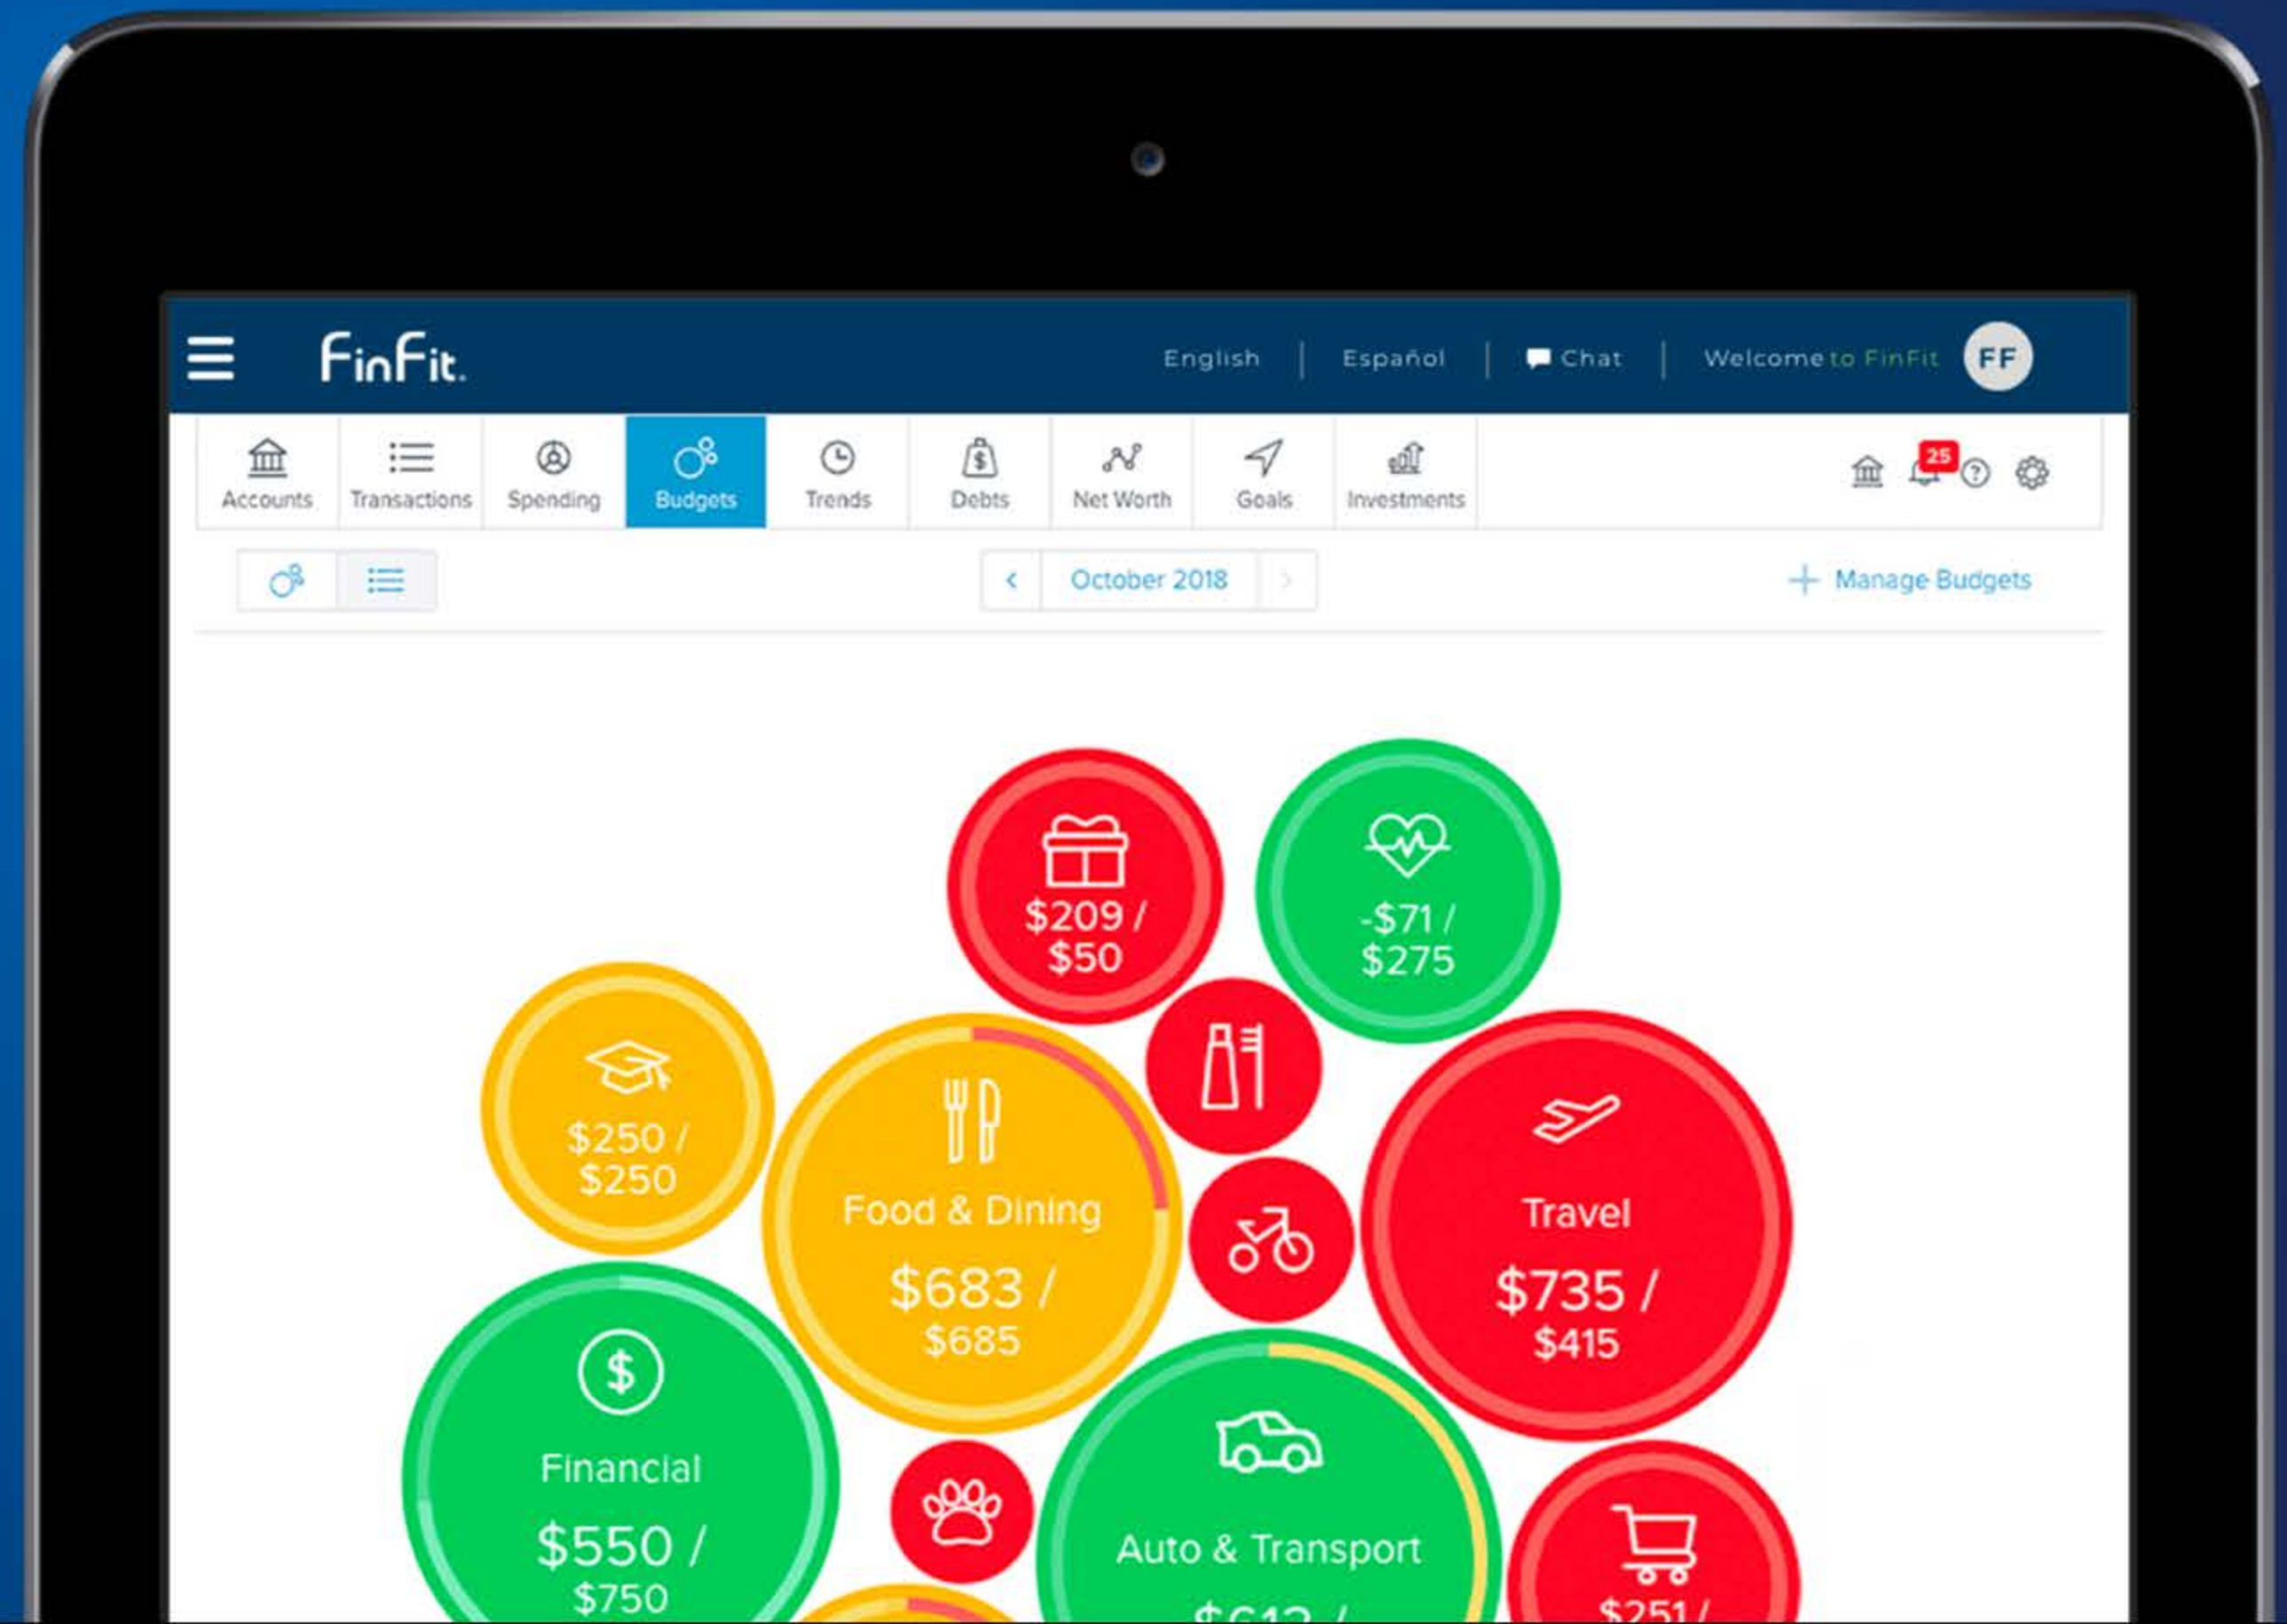 FinFit.
English
Español
Chat
Welcome to FinFit
FF
Accounts
Transactions
Spending
Budgets
Trends
Debts
Net Worth
Goals
Investments
25
October 2018
+ Manage Budgets
$209 /
$50
-$71 /
$275
$250 /
$250
Food & Dining
$683 /
$685
Travel
$735 /
$415
$
Financial
$550 /
$750
Auto & Transport
$251 /